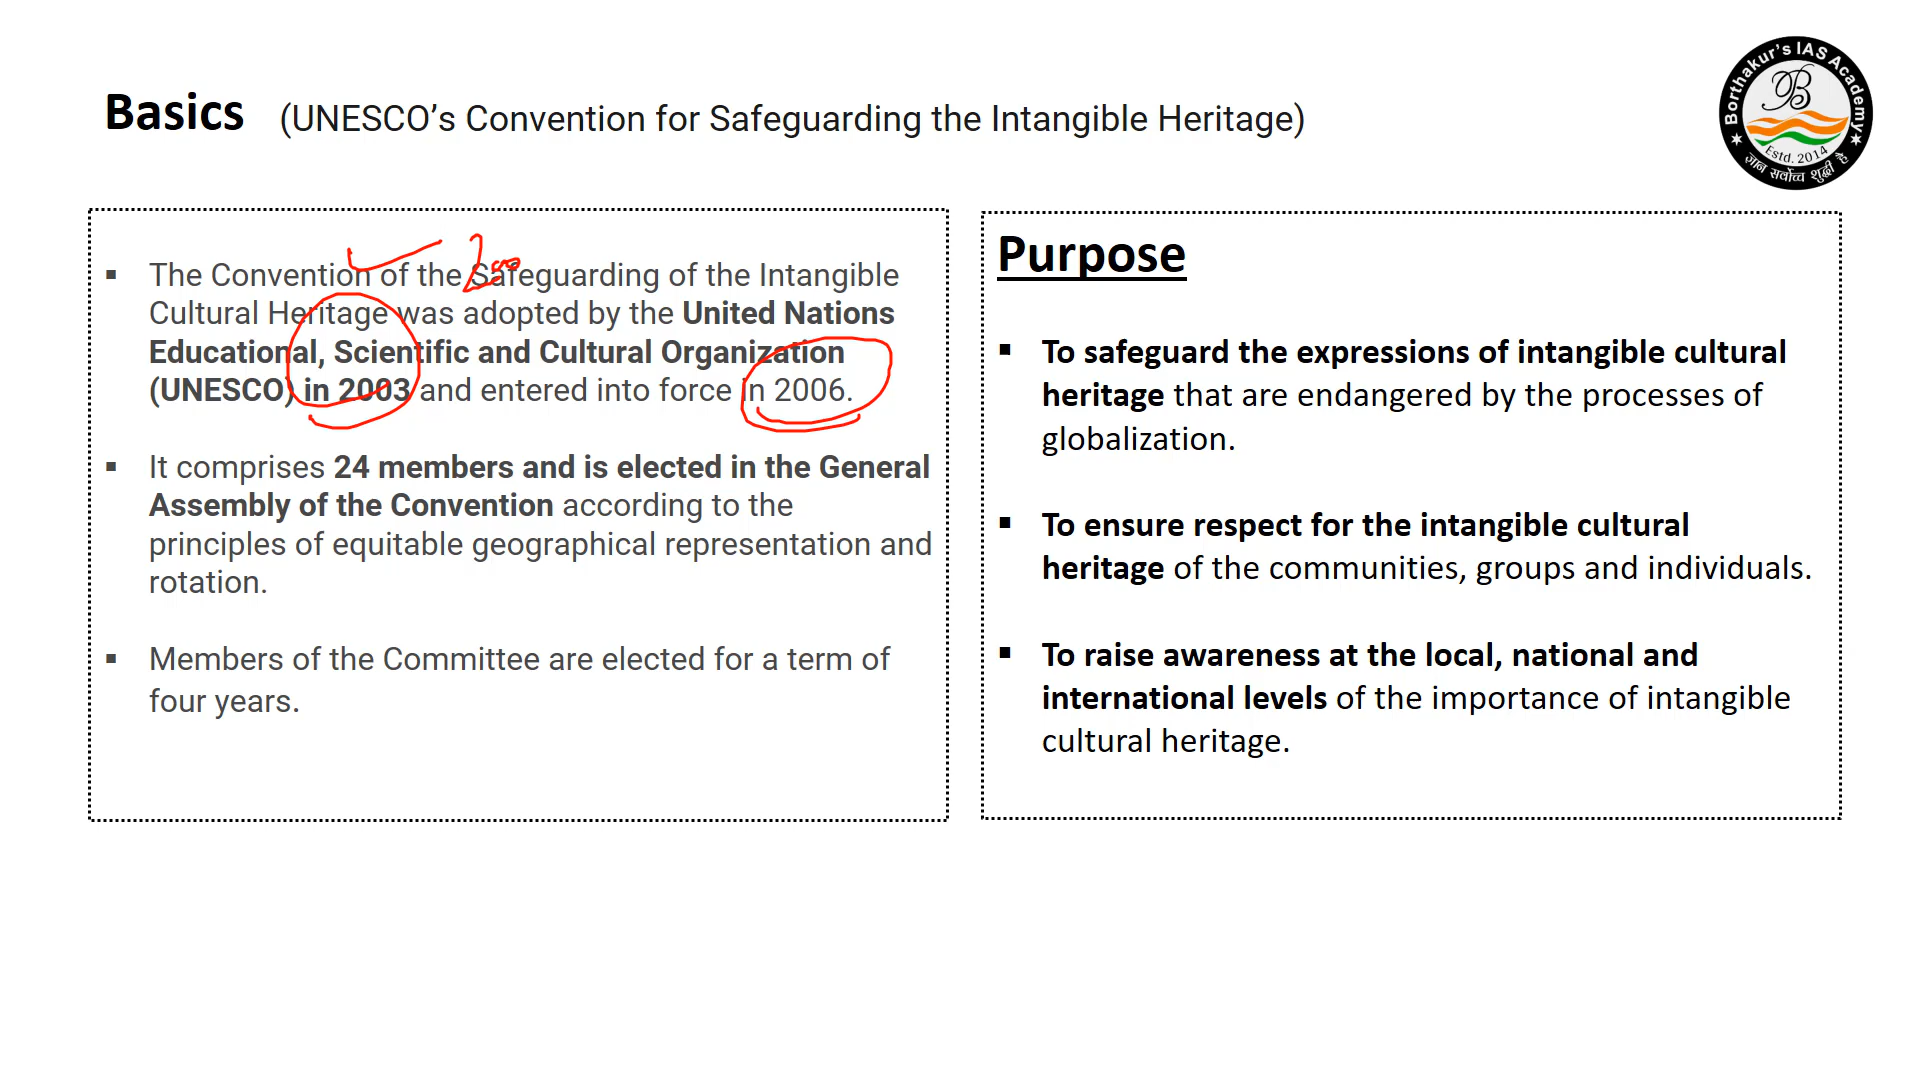 Basics (UNESCO’s Convention for Safeguarding the Intangible Heritage)
Borthakur's IAS Academy
B
Estd. 2014
ज्ञान सर्वोच्च शुद्धी है
▪ The Convention of the Safeguarding of the Intangible
Cultural Heritage was adopted by the United Nations
Educational, Scientific and Cultural Organization
(UNESCO) in 2003 and entered into force in 2006.
▪ It comprises 24 members and is elected in the General
Assembly of the Convention according to the
principles of equitable geographical representation and
rotation.
▪ Members of the Committee are elected for a term of
four years.
Purpose
▪ To safeguard the expressions of intangible cultural
heritage that are endangered by the processes of
globalization.
▪ To ensure respect for the intangible cultural
heritage of the communities, groups and individuals.
▪ To raise awareness at the local, national and
international levels of the importance of intangible
cultural heritage.